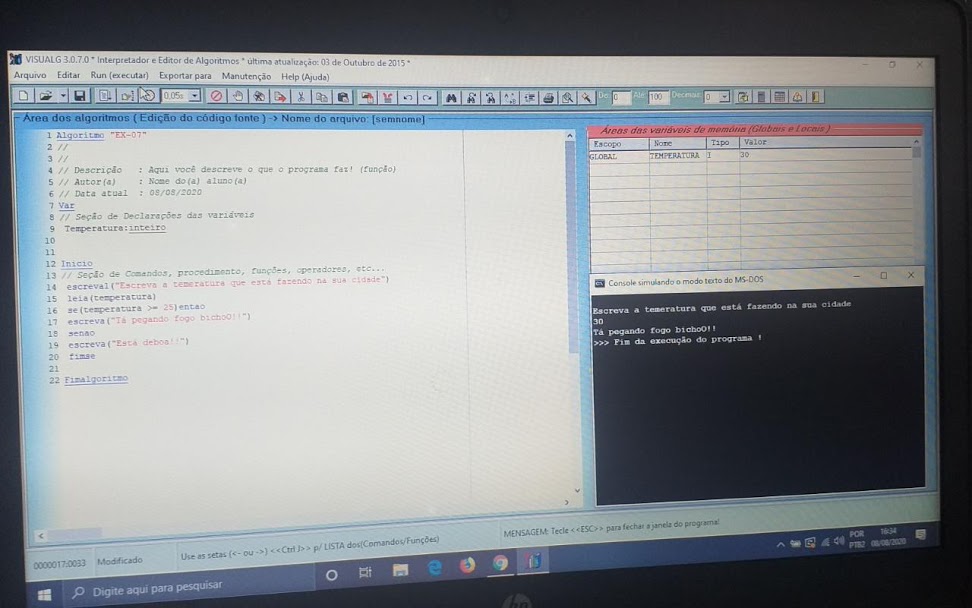 VISUALG 3.0.7.0 * Interpretador e Editor de Algoritmos * última atualização: 03 de Outubro de 2015 *
Arquivo Editar Run (executar) Exportar para Manutenção Help (Ajuda)
0,05s De: 0 Até: 100 Decimais: 0
Área dos algoritmos ( Edição do código fonte ) -> Nome do arquivo: [semnome]
1 Algoritmo "EX-07"
2 //
3 //
4 // Descrição : Aqui você descreve o que o programa faz! (função)
5 // Autor(a) : Nome do(a) aluno(a)
6 // Data atual : 08/08/2020
7 Var
8 // Seção de Declarações das variáveis
9 Temperatura:inteiro
10
11
12 Inicio
13 // Seção de Comandos, procedimento, funções, operadores, etc...
14 escreval("Escreva a temeratura que está fazendo na sua cidade")
15 leia(temperatura)
16 se(temperatura >= 25)entao
17 escreva("Tá pegando fogo bichoO!!")
18 senao
19 escreva("Está deboa!!")
20 fimse
21
22 Fimalgoritmo
Áreas das variáveis de memória (Globais e Locais )
Escopo Nome Tipo Valor
GLOBAL TEMPERATURA I 30
Console simulando o modo texto do MS-DOS
Escreva a temeratura que está fazendo na sua cidade
30
Tá pegando fogo bichoO!!
>>> Fim da execução do programa !
0000017:0033 Modificado Use as setas (<- ou ->) <<Ctrl J>> p/ LISTA dos(Comandos/Funções) MENSAGEM: Tecle <<ESC>> para fechar a janela do programa!
Digite aqui para pesquisar
POR
PTB2
16:34
08/08/2020
hp